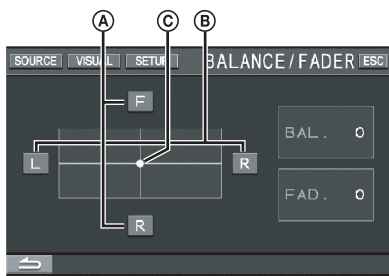 A C B
SOURCE VISUAL SETUP BALANCE/FADER ESC
F
BAL. 0
L R
FAD. 0
R